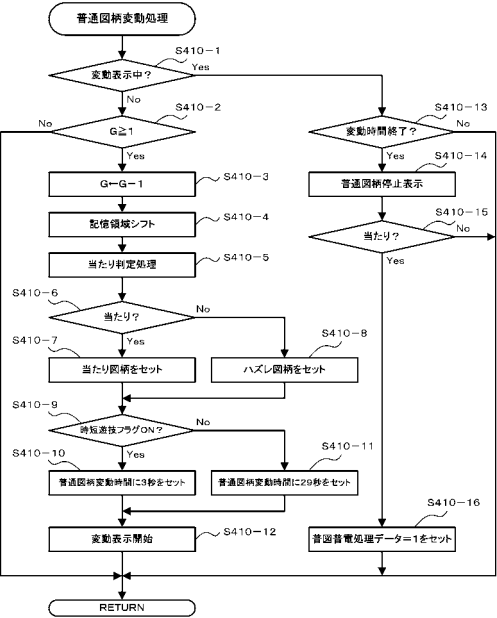 普通図柄変動処理
S410-1
変動表示中?
Yes
No
S410-2
No
G≧1
Yes
S410-13
変動時間終了?
No
Yes
S410-14
普通図柄停止表示
S410-3
G←G-1
S410-4
記憶領域シフト
S410-15
当たり?
No
Yes
S410-5
当たり判定処理
S410-6
当たり?
No
Yes
S410-7
当たり図柄をセット
S410-8
ハズレ図柄をセット
S410-9
時短遊技フラグON?
No
Yes
S410-10
普通図柄変動時間に3秒をセット
S410-11
普通図柄変動時間に29秒をセット
S410-12
変動表示開始
S410-16
普図普電処理データ=1をセット
RETURN